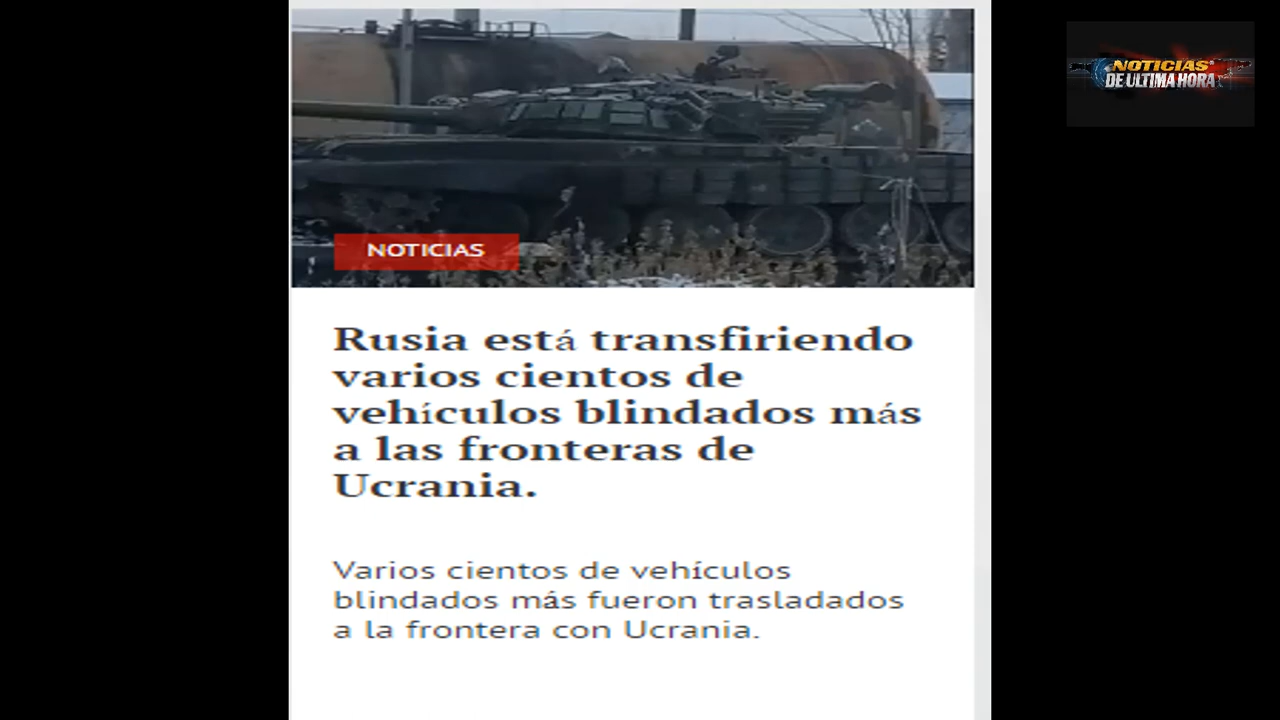 NOTICIAS
DE ULTIMA HORA
NOTICIAS
Rusia está transfiriendo
varios cientos de
vehículos blindados más
a las fronteras de
Ucrania.
Varios cientos de vehículos
blindados más fueron trasladados
a la frontera con Ucrania.